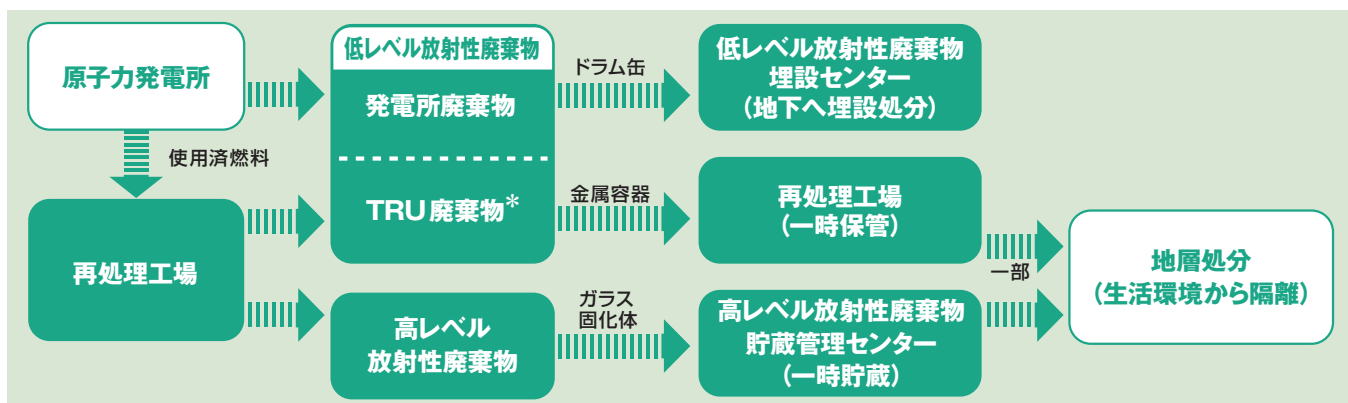 原子力発電所
使用済燃料
再処理工場
低レベル放射性廃棄物
発電所廃棄物
TRU廃棄物*
高レベル
放射性廃棄物
ドラム缶
金属容器
ガラス
固化体
低レベル放射性廃棄物
埋設センター
（地下へ埋設処分）
再処理工場
（一時保管）
高レベル放射性廃棄物
貯蔵管理センター
（一時貯蔵）
一部
地層処分
（生活環境から隔離）